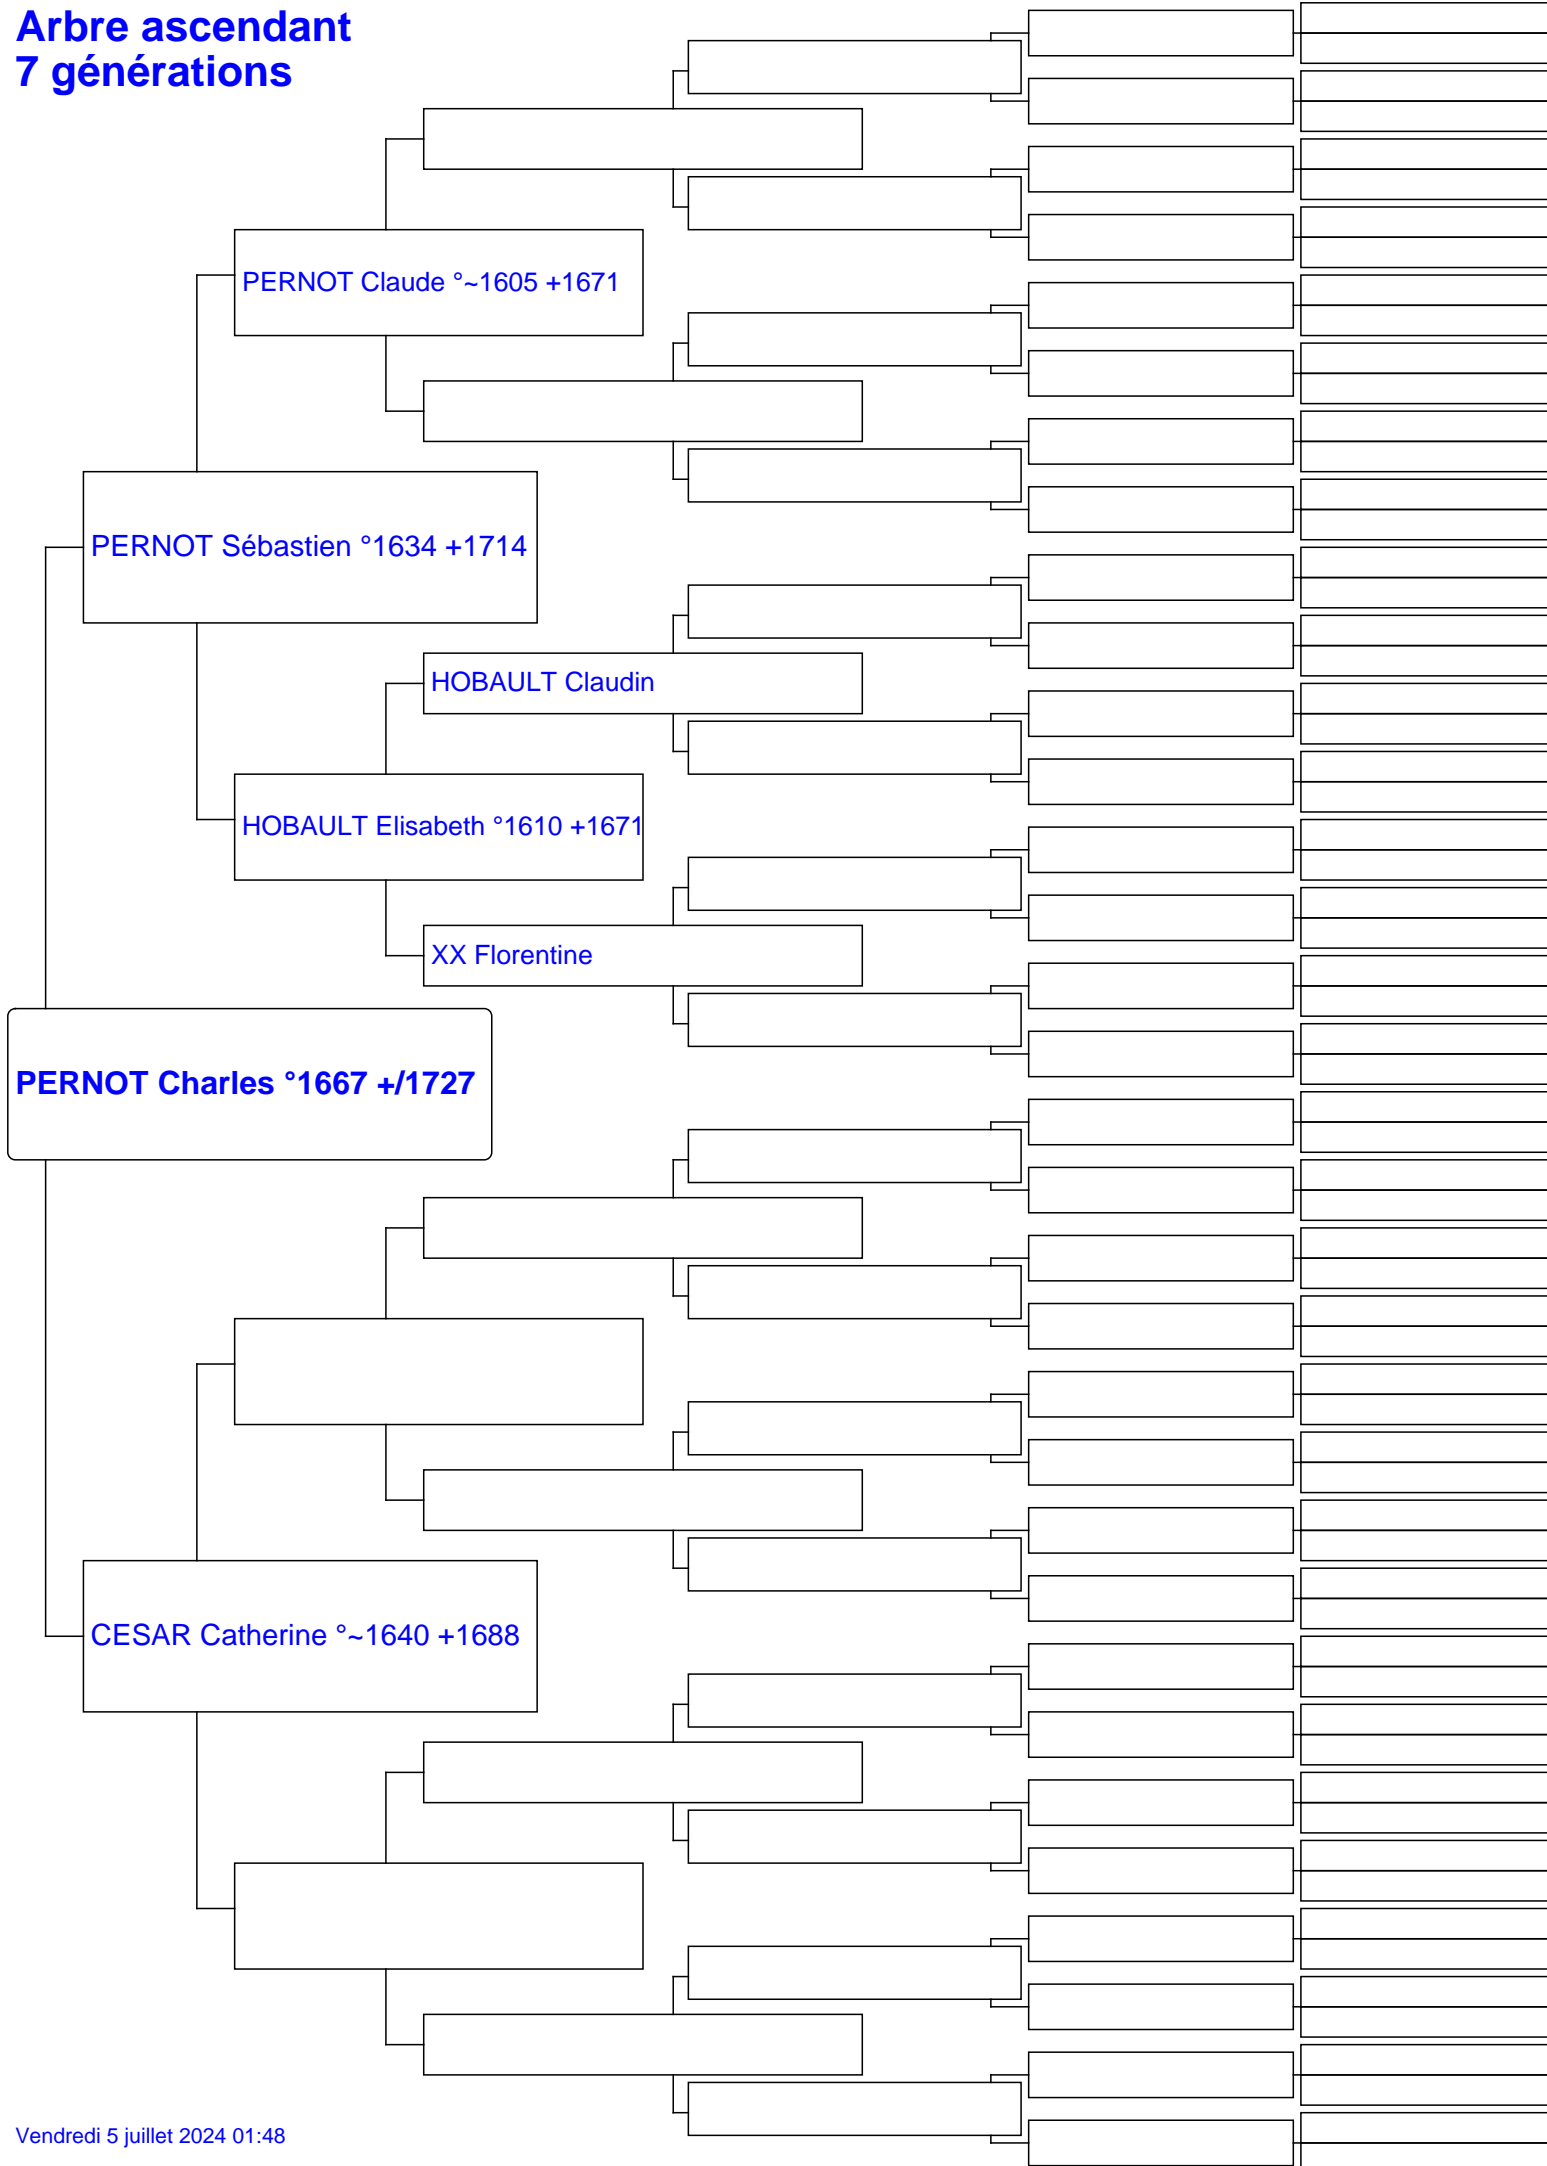 Arbre ascendant
7 générations
PERNOT Claude °~1605 +1671
PERNOT Sébastien °1634 +1714
HOBAULT Claudin
HOBAULT Elisabeth °1610 +1671
XX Florentine
PERNOT Charles °1667 +/1727
CESAR Catherine °~1640 +1688
Vendredi 5 juillet 2024 01:48